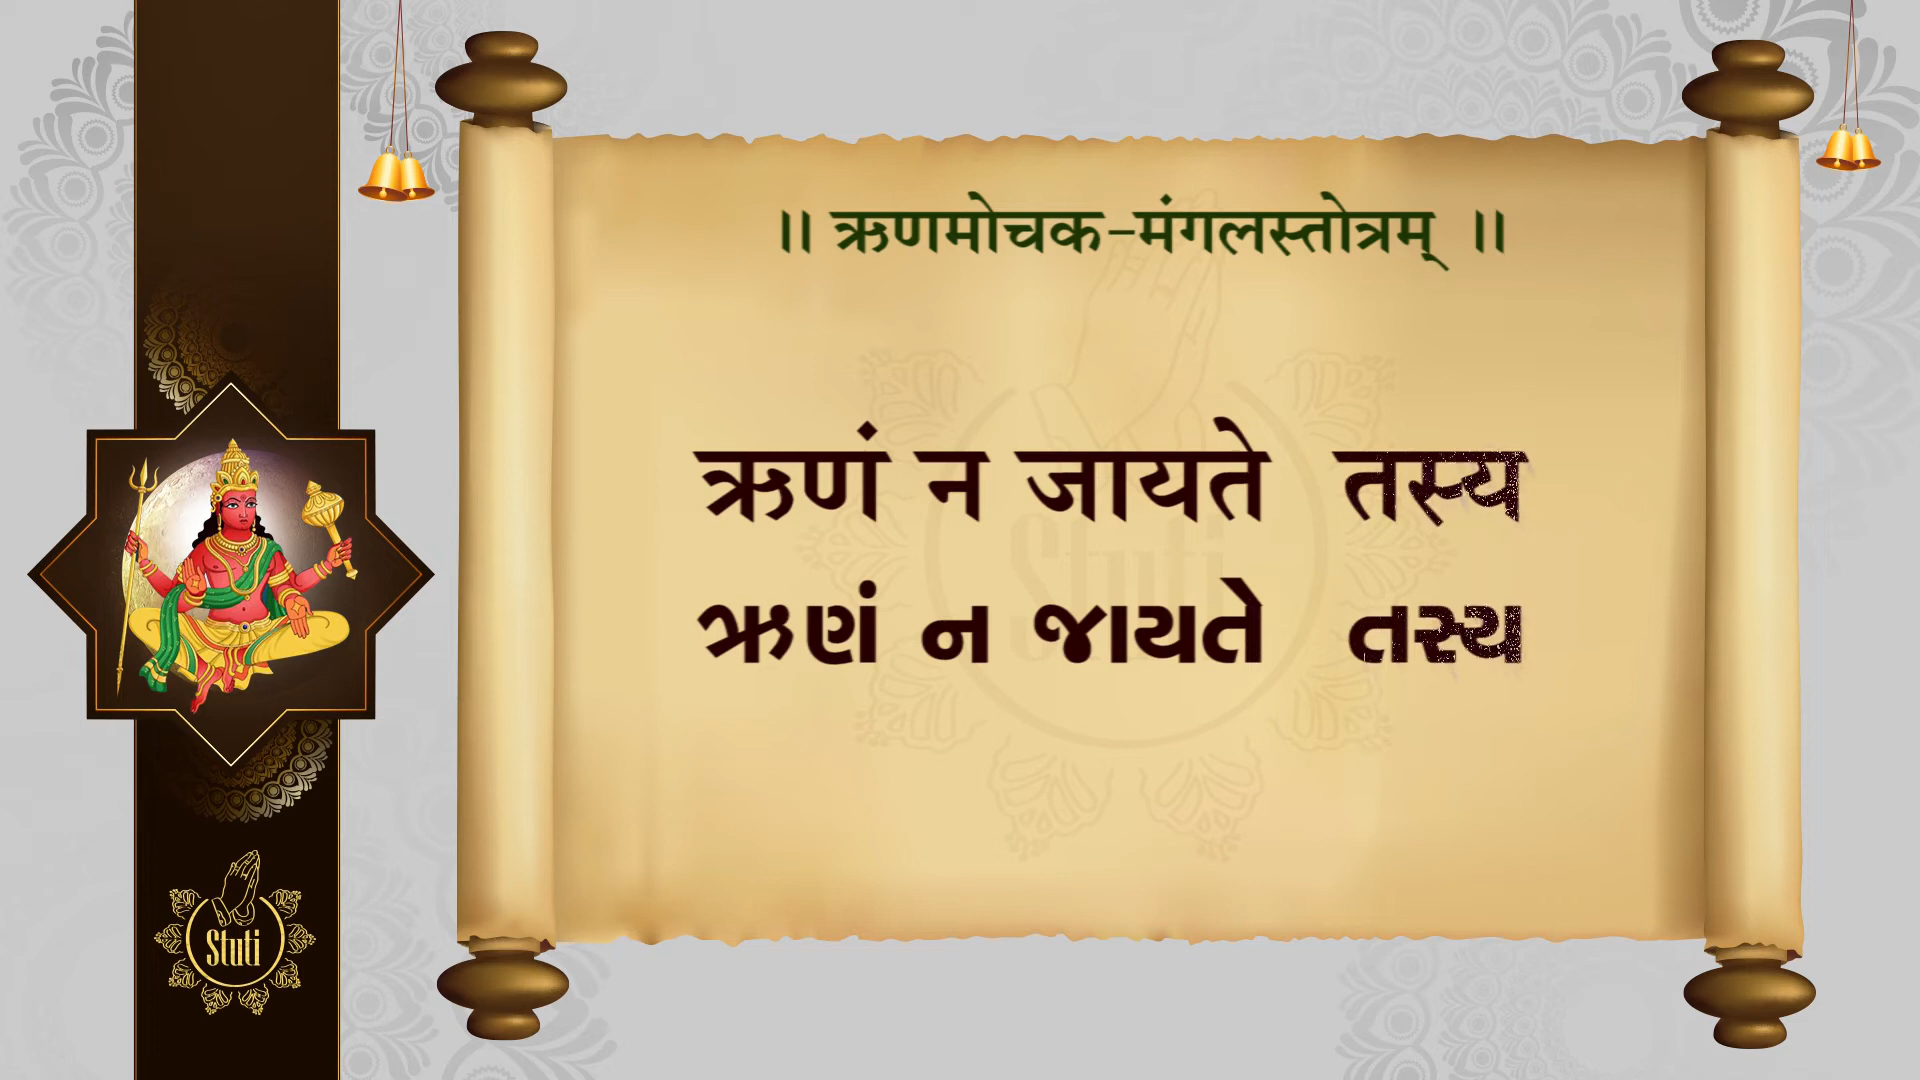 ॥ ऋणमोचक-मंगलस्तोत्रम् ॥
ऋणं न जायते तस्य
ઋણં ન જાયતે તસ્ય
Stuti